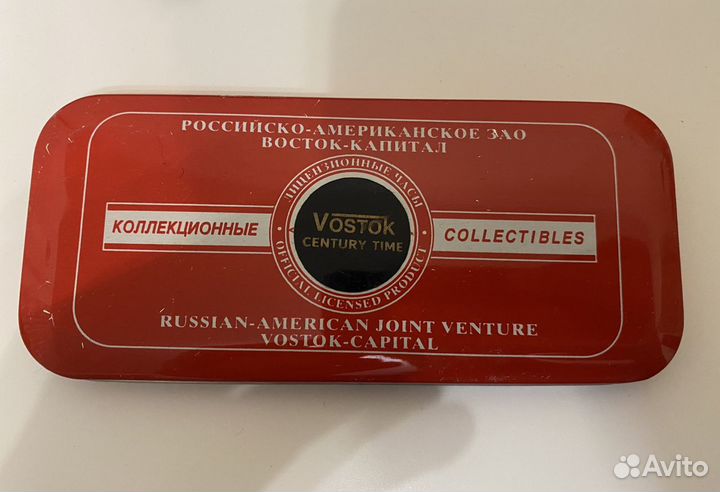 РОССИЙСКО-АМЕРИКАНСКОЕ ЗАО
ВОСТОК-КАПИТАЛ
ЛИЦЕНЗИОННЫЕ ЧАСЫ
КОЛЛЕКЦИОННЫЕ
VOSTOK
CENTURY TIME
COLLECTIBLES
OFFICIAL LICENSED PRODUCT
RUSSIAN-AMERICAN JOINT VENTURE
VOSTOK-CAPITAL
Avito